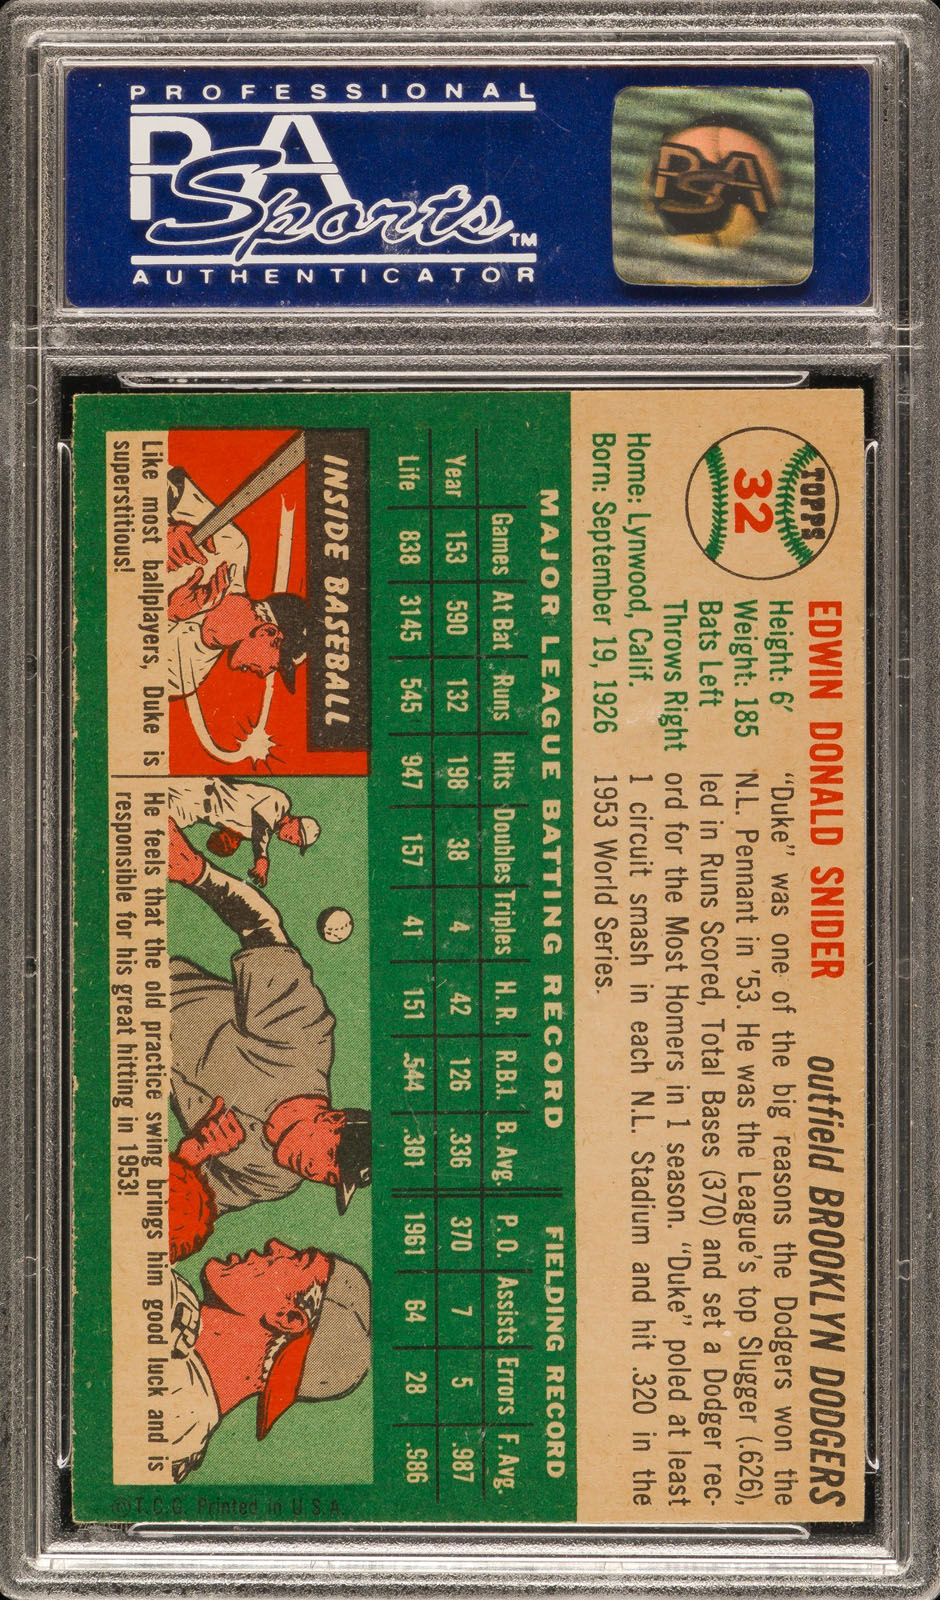 PROFESSIONAL
PSA
Sports™
AUTHENTICATOR
PSA
TOPPS
32
EDWIN DONALD SNIDER
outfield BROOKLYN DODGERS
Height: 6'
Weight: 185
Bats Left
Throws Right
Home: Lynwood, Calif.
Born: September 19, 1926
"Duke" was one of the big reasons the Dodgers won the
N.L. Pennant in '53. He was the League's top Slugger (.626),
led in Runs Scored, Total Bases (370) and set a Dodger rec-
ord for the Most Homers in 1 season. "Duke" poled at least
1 circuit smash in each N.L. Stadium and hit .320 in the
1953 World Series.
MAJOR LEAGUE BATTING RECORD FIELDING RECORD
Games At Bat Runs Hits Doubles Triples H.R. R.B.I. B. Avg. P.O. Assists Errors F. Avg.
Year 153 590 132 198 38 4 42 126 .336 370 7 5 .987
Life 838 3145 545 947 157 41 151 544 .301 1961 64 28 .986
INSIDE BASEBALL
Like most ballplayers, Duke is
superstitious!
He feels that the old practice swing brings him good luck and is
responsible for his great hitting in 1953!
©T.C.G. Printed in U.S.A.